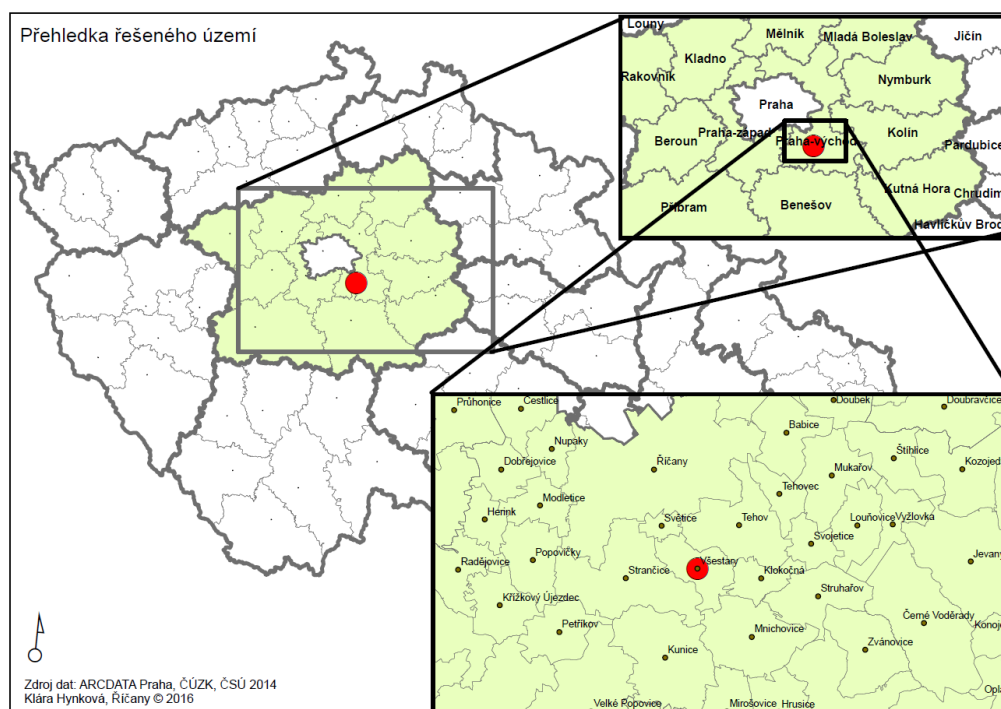 Přehledka řešeného území
Louny
Mělník
Mladá Boleslav
Jičín
Kladno
Rakovník
Nymburk
Praha
Kolín
Beroun
Praha-západ
Praha-východ
Pardubice
Kutná Hora
Chrudim
Příbram
Benešov
Havlíčkův Brod
Průhonice
Čestlice
Doubek
Doubravčice
Babice
Nupaky
Štíhlice
Dobřejovice
Říčany
Mukařov
Kozojed
Tehovec
Modletice
Herink
Světice
Tehov
Louňovice
Vyžlovka
Svojetice
Popovičky
Radějovice
Všestary
Jevany
Strančice
Klokočná
Struhařov
Křížkový Újezdec
Černé Voděrady
Petříkov
Mnichovice
Konoje
Kunice
Zvánovice
Opla
Velké Popovice
Mirošovice
Hrusice
Zdroj dat: ARCDATA Praha, ČÚZK, ČSÚ 2014
Klára Hynková, Říčany © 2016